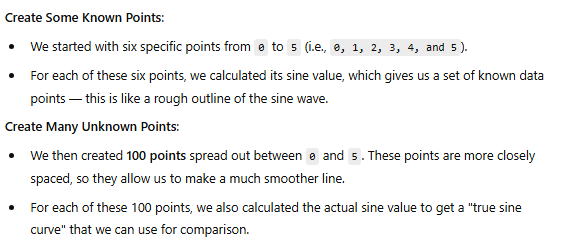 Create Some Known Points:
• We started with six specific points from 0 to 5 (i.e., 0, 1, 2, 3, 4, and 5 ).
• For each of these six points, we calculated its sine value, which gives us a set of known data
points — this is like a rough outline of the sine wave.
Create Many Unknown Points:
• We then created 100 points spread out between 0 and 5 . These points are more closely
spaced, so they allow us to make a much smoother line.
• For each of these 100 points, we also calculated the actual sine value to get a "true sine
curve" that we can use for comparison.